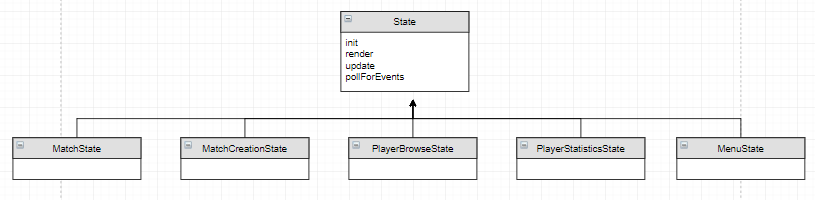 State
init
render
update
pollForEvents
MatchState
MatchCreationState
PlayerBrowseState
PlayerStatisticsState
MenuState